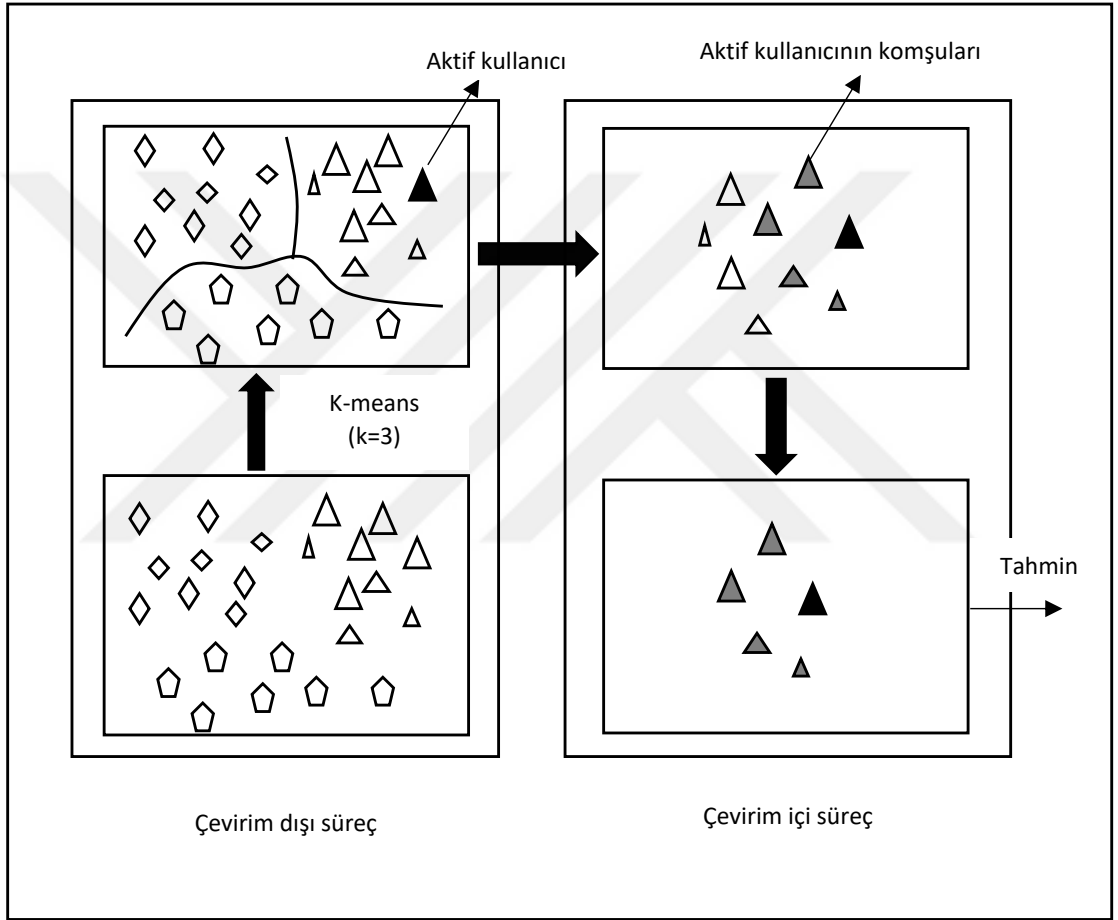 Aktif kullanıcı
Aktif kullanıcının komşuları
K-means
(k=3)
Tahmin
Çevirim dışı süreç
Çevirim içi süreç